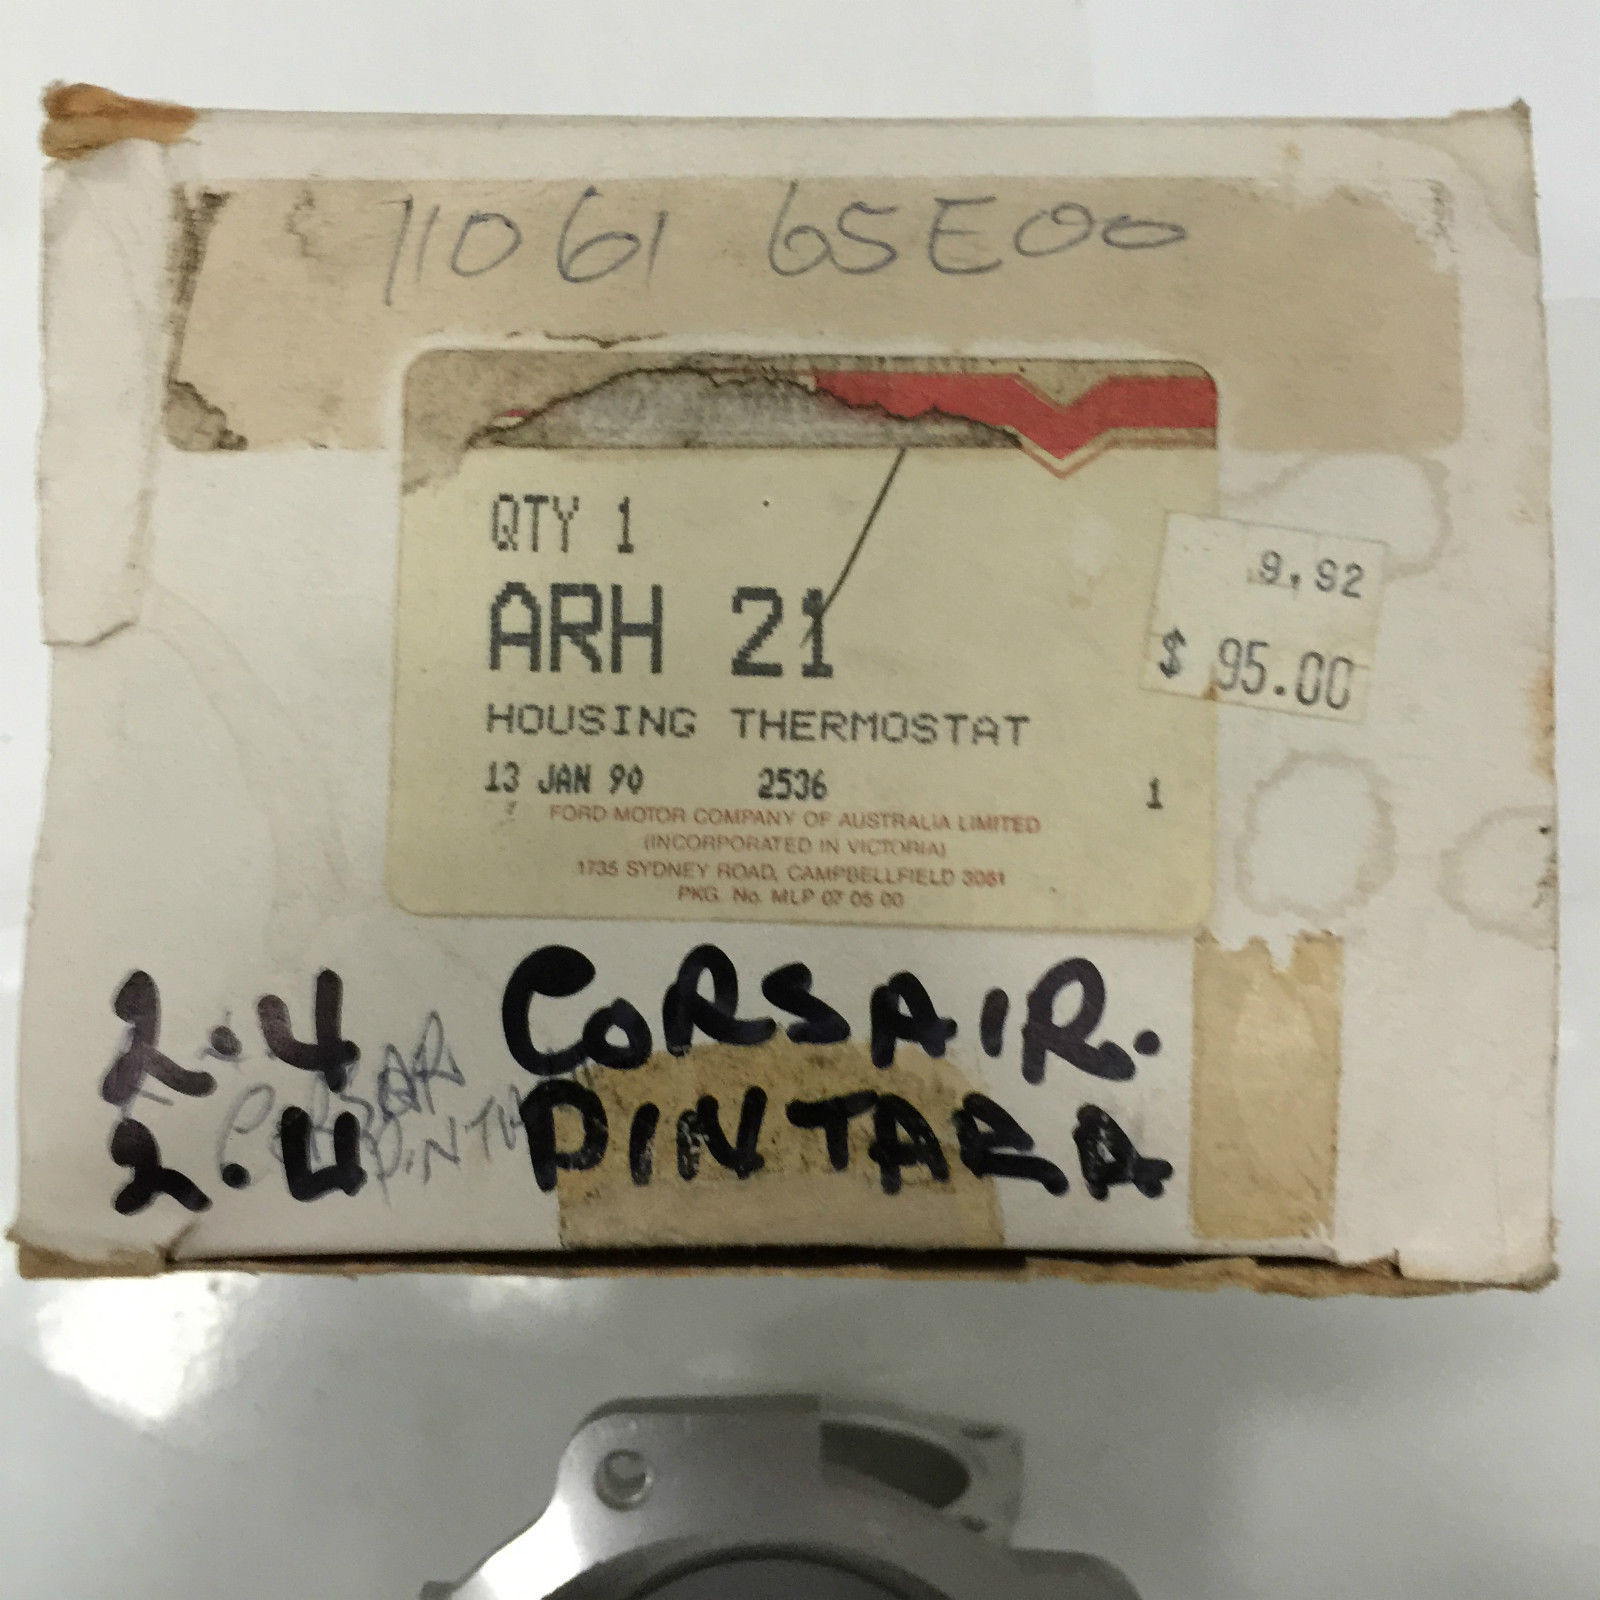 11061 65E00
QTY 1
ARH 21
HOUSING THERMOSTAT
13 JAN 90 2536 1
FORD MOTOR COMPANY OF AUSTRALIA LIMITED
(INCORPORATED IN VICTORIA)
1735 SYDNEY ROAD, CAMPBELLFIELD 3061
PKG. No. MLP 07 05 00
9.92
$ 95.00
2.4 CORSAIR.
2.4 PINTARA